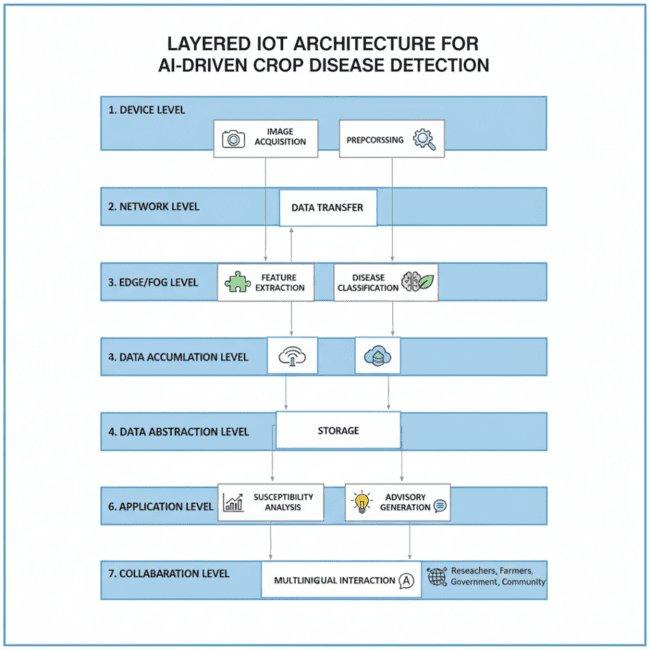 LAYERED IOT ARCHITECTURE FOR
AI-DRIVEN CROP DISEASE DETECTION
1. DEVICE LEVEL
IMAGE
ACQUISITION
PREPCORSSING
2. NETWORK LEVEL
DATA TRANSFER
3. EDGE/FOG LEVEL
FEATURE
EXTRACTION
DISEASE
CLASSIFICATION
4. DATA ACCUMLATION LEVEL
4. DATA ABSTRACTION LEVEL
STORAGE
6. APPLICATION LEVEL
SUSCEPTIBILITY
ANALYSIS
ADVISORY
GENERATION
7. COLLABARATION LEVEL
MULTLINIGUAL INTERACTION A
Reseachers, Farmers,
Government, Community